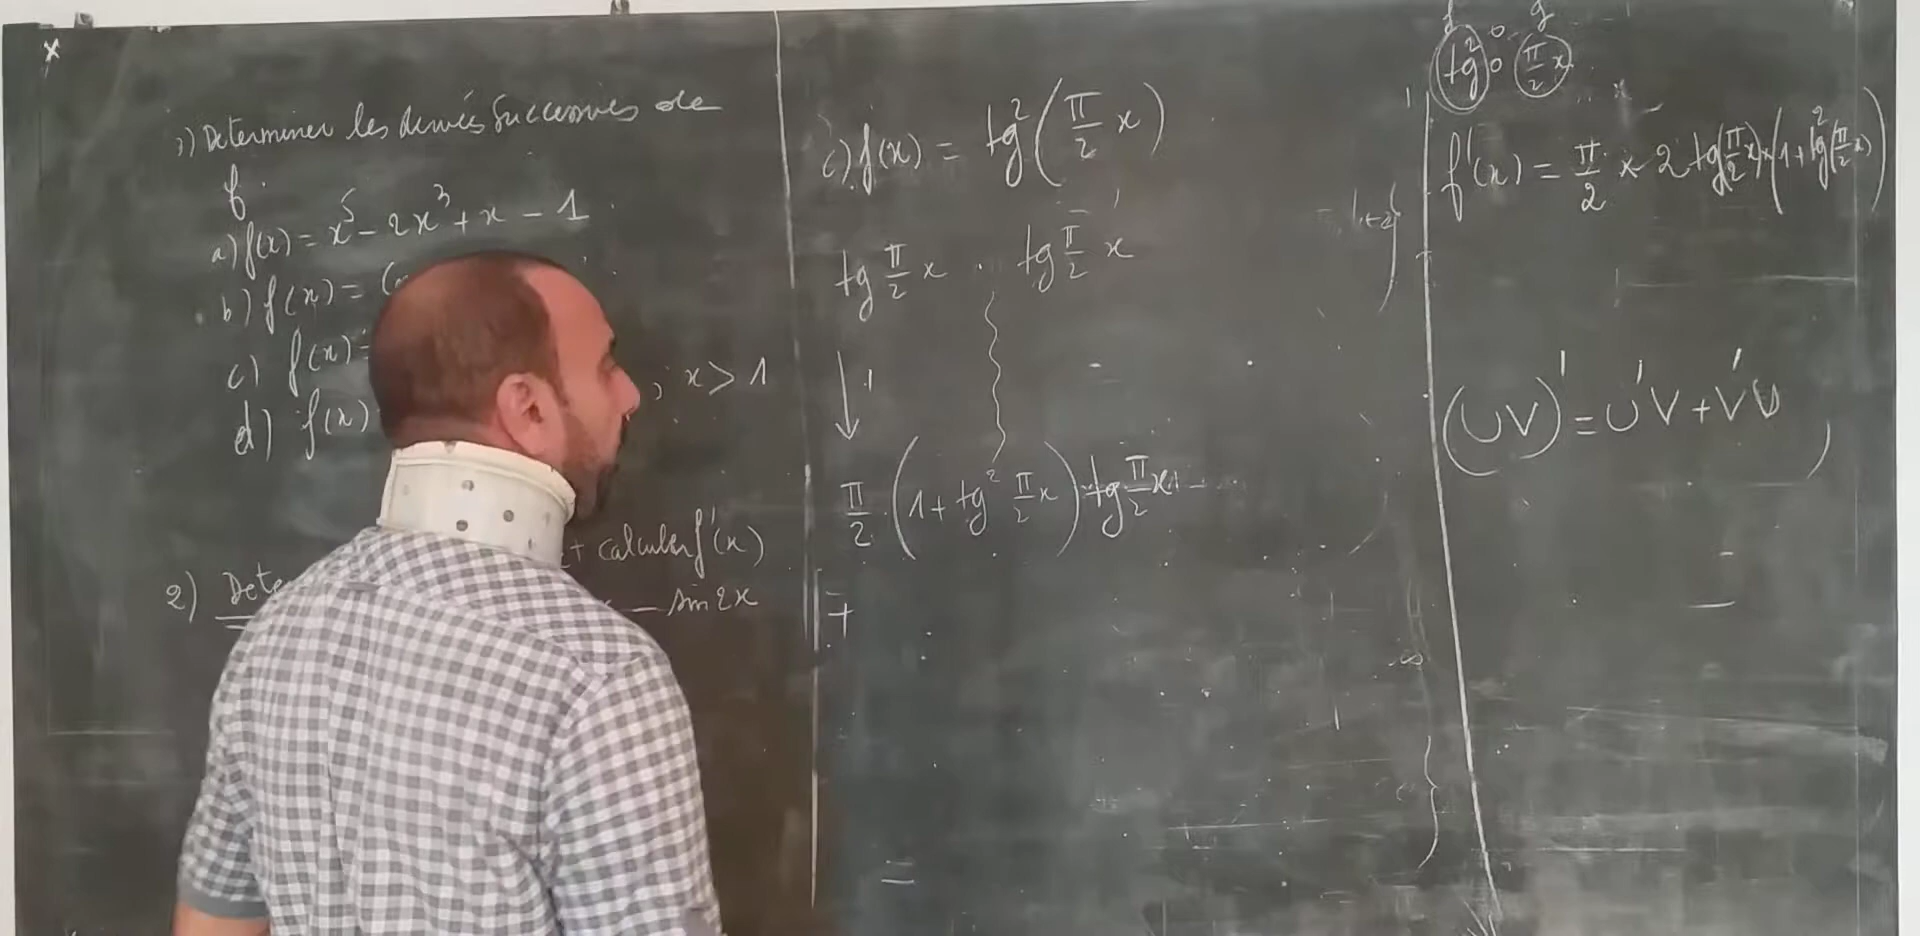 1) Determiner les derivés Successives de
f.
a) f(x) = x⁵ - 2x³ + x - 1
b) f(x) = (
c) f(x) =
, x > 1
d) f(x)
2) Dete
calculer f'(x)
- sin 2x
c) f(x) = tg² (π/2 x)
tg π/2 x . tg π/2 x
π/2 . (1 + tg² π/2 x) tg π/2 x
+
=
f o g
tg² o π/2 x
f'(x) = π/2 x 2 tg(π/2 x) x (1 + tg² (π/2 x))
(UV)' = U'V + V'U